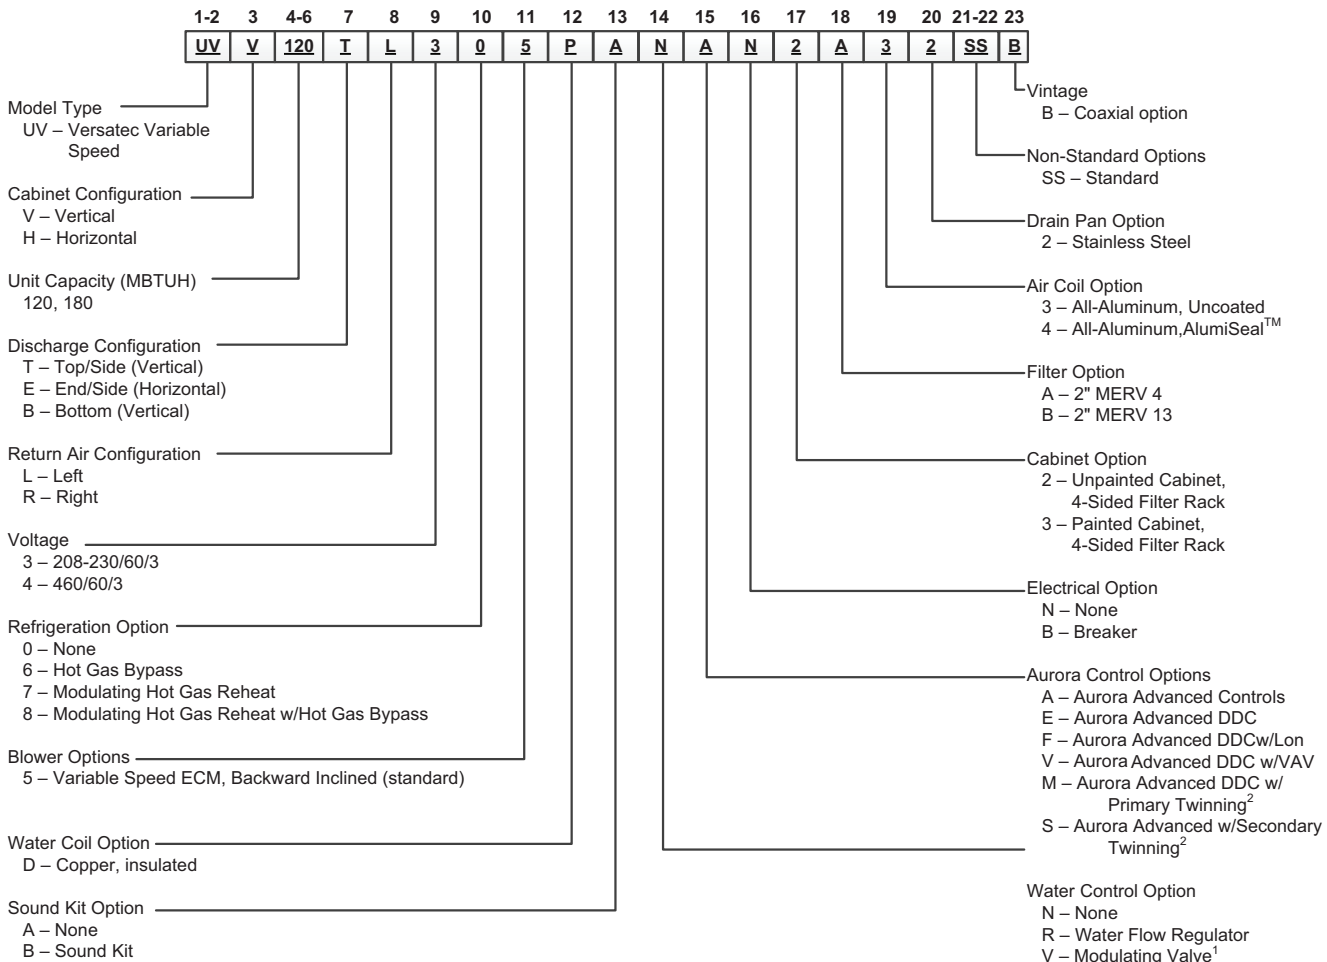 1-2 3 4-6 7 8 9 10 11 12 13 14 15 16 17 18 19 20 21-22 23
UV V 120 T L 3 0 5 P A N A N 2 A 3 2 SS B
Model Type
UV – Versatec Variable
Speed
Cabinet Configuration
V – Vertical
H – Horizontal
Unit Capacity (MBTUH)
120, 180
Discharge Configuration
T – Top/Side (Vertical)
E – End/Side (Horizontal)
B – Bottom (Vertical)
Return Air Configuration
L – Left
R – Right
Voltage
3 – 208-230/60/3
4 – 460/60/3
Refrigeration Option
0 – None
6 – Hot Gas Bypass
7 – Modulating Hot Gas Reheat
8 – Modulating Hot Gas Reheat w/Hot Gas Bypass
Blower Options
5 – Variable Speed ECM, Backward Inclined (standard)
Water Coil Option
D – Copper, insulated
Sound Kit Option
A – None
B – Sound Kit
Vintage
B – Coaxial option
Non-Standard Options
SS – Standard
Drain Pan Option
2 – Stainless Steel
Air Coil Option
3 – All-Aluminum, Uncoated
4 – All-Aluminum,AlumiSeal™
Filter Option
A – 2" MERV 4
B – 2" MERV 13
Cabinet Option
2 – Unpainted Cabinet,
4-Sided Filter Rack
3 – Painted Cabinet,
4-Sided Filter Rack
Electrical Option
N – None
B – Breaker
Aurora Control Options
A – Aurora Advanced Controls
E – Aurora Advanced DDC
F – Aurora Advanced DDCw/Lon
V – Aurora Advanced DDC w/VAV
M – Aurora Advanced DDC w/
Primary Twinning²
S – Aurora Advanced w/Secondary
Twinning²
Water Control Option
N – None
R – Water Flow Regulator
V – Modulating Valve¹